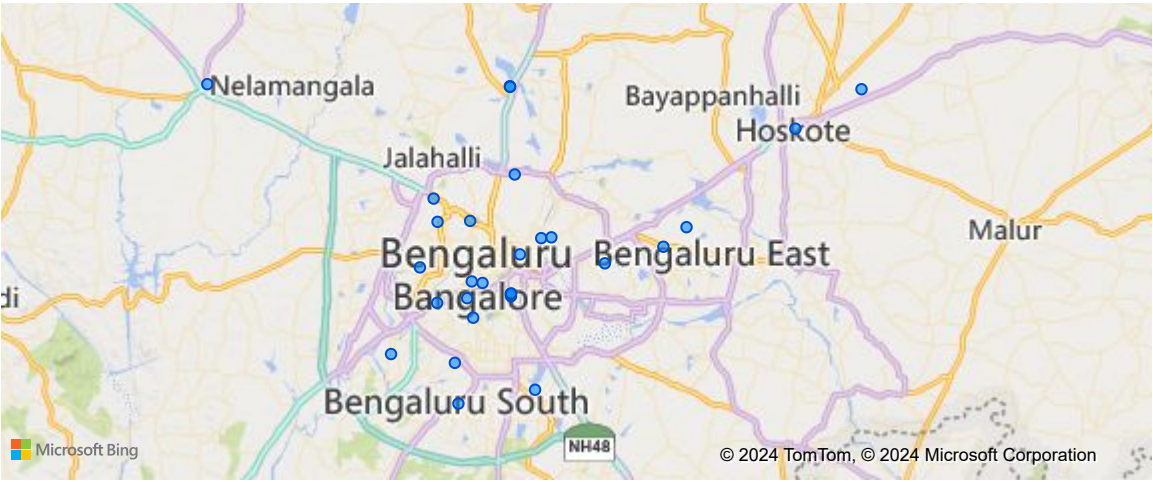 Nelamangala
Bayappanhalli
Hoskote
Jalahalli
Malur
Bengaluru
Bengaluru East
di
Bangalore
Bengaluru South
NH48
Microsoft Bing
© 2024 TomTom, © 2024 Microsoft Corporation